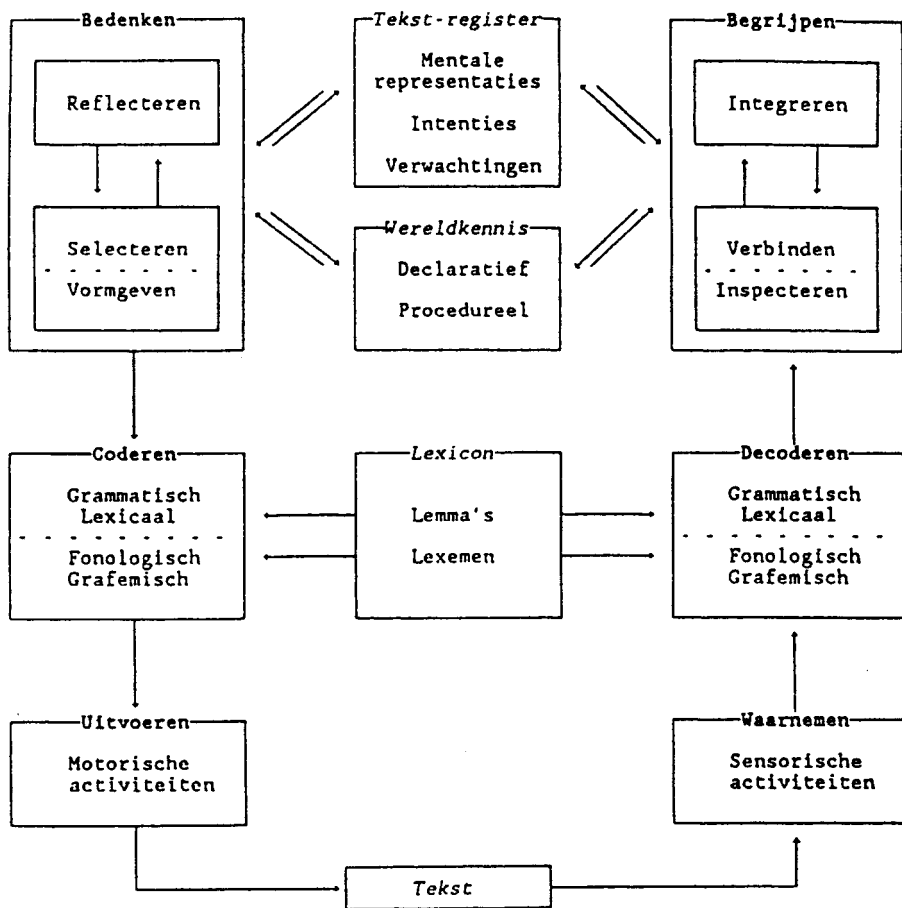 Bedenken
Reflecteren
Selecteren
Vormgeven
Tekst-register
Mentale
representaties
Intenties
Verwachtingen
Wereldkennis
Declaratief
Procedureel
Begrijpen
Integreren
Verbinden
Inspecteren
Coderen
Grammatisch
Lexicaal
Fonologisch
Grafemisch
Lexicon
Lemma's
Lexemen
Decoderen
Grammatisch
Lexicaal
Fonologisch
Grafemisch
Uitvoeren
Motorische
activiteiten
Waarnemen
Sensorische
activiteiten
Tekst